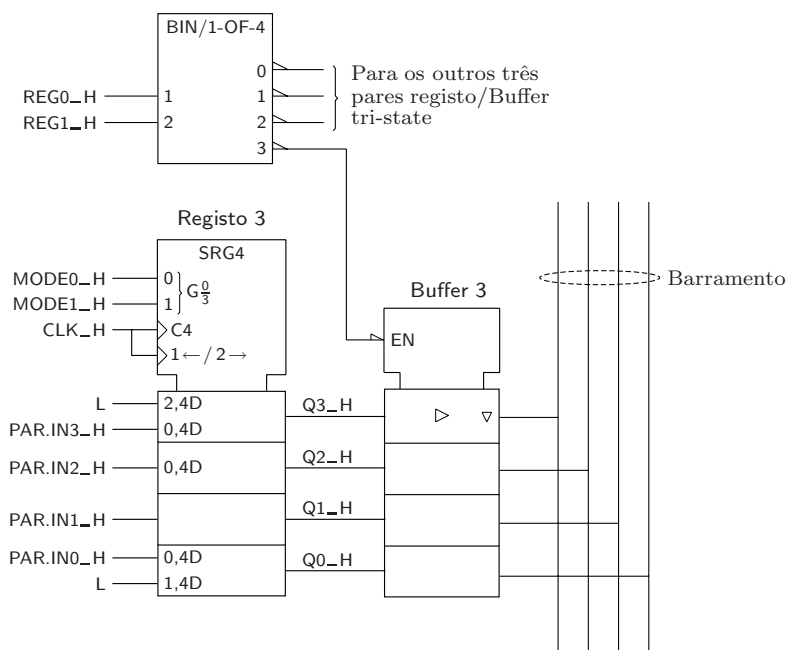 BIN/1-OF-4
0
1
2
3
REG0_H
1
REG1_H
2
Para os outros três
pares registo/Buffer
tri-state
Registo 3
SRG4
MODE0_H
0
MODE1_H
1
G 0/3
CLK_H
C4
1←/2→
Buffer 3
EN
Barramento
L
2,4D
PAR.IN3_H
0,4D
Q3_H
PAR.IN2_H
0,4D
Q2_H
PAR.IN1_H
Q1_H
PAR.IN0_H
0,4D
Q0_H
L
1,4D